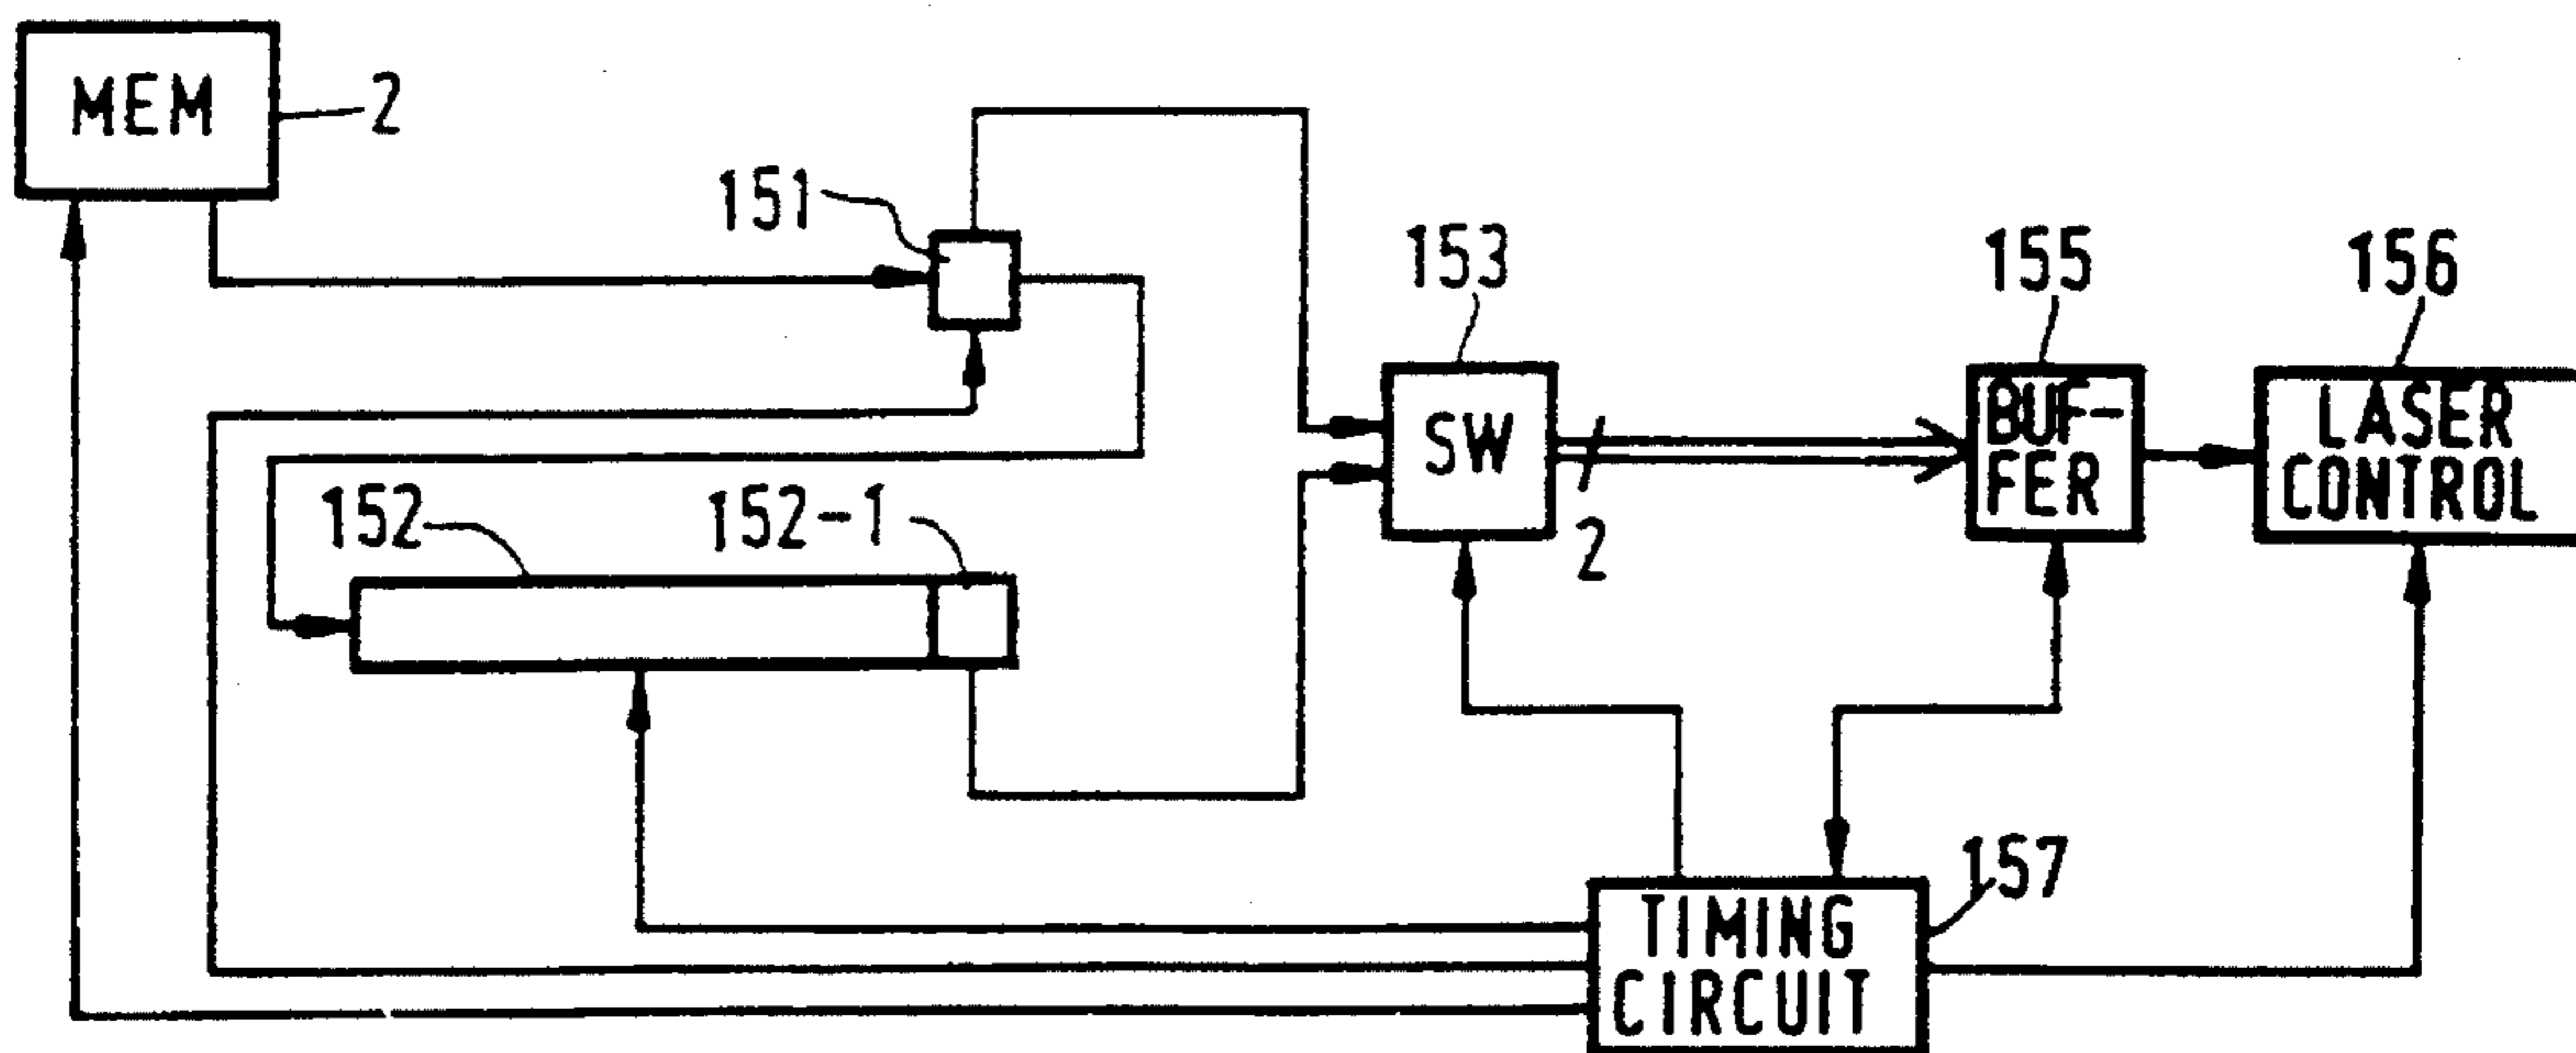 MEM
2
151
153
155
156
SW
2
BUF-
FER
LASER
CONTROL
152
152-1
157
TIMING
CIRCUIT